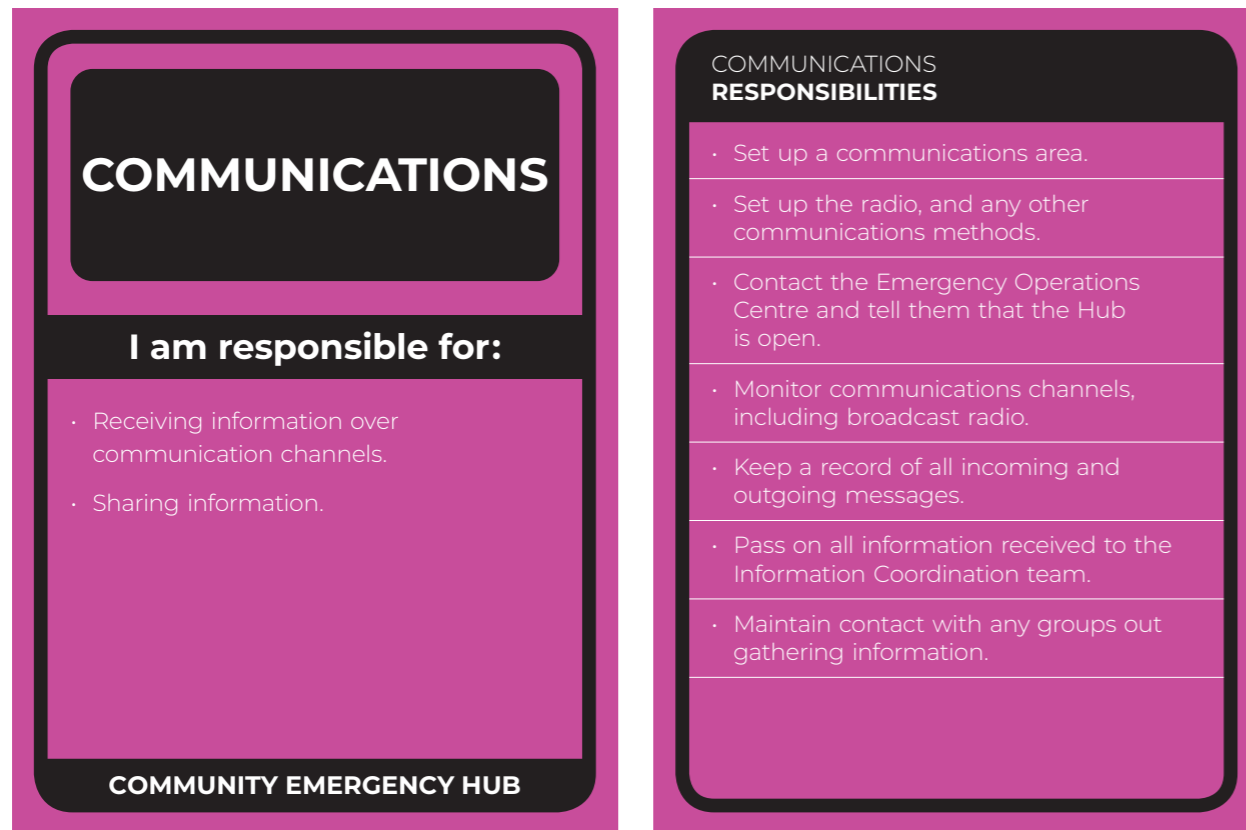 COMMUNICATIONS
I am responsible for:
· Receiving information over
communication channels.
· Sharing information.
COMMUNITY EMERGENCY HUB
COMMUNICATIONS
RESPONSIBILITIES
· Set up a communications area.
· Set up the radio, and any other
communications methods.
· Contact the Emergency Operations
Centre and tell them that the Hub
is open.
· Monitor communications channels,
including broadcast radio.
· Keep a record of all incoming and
outgoing messages.
· Pass on all information received to the
Information Coordination team.
· Maintain contact with any groups out
gathering information.